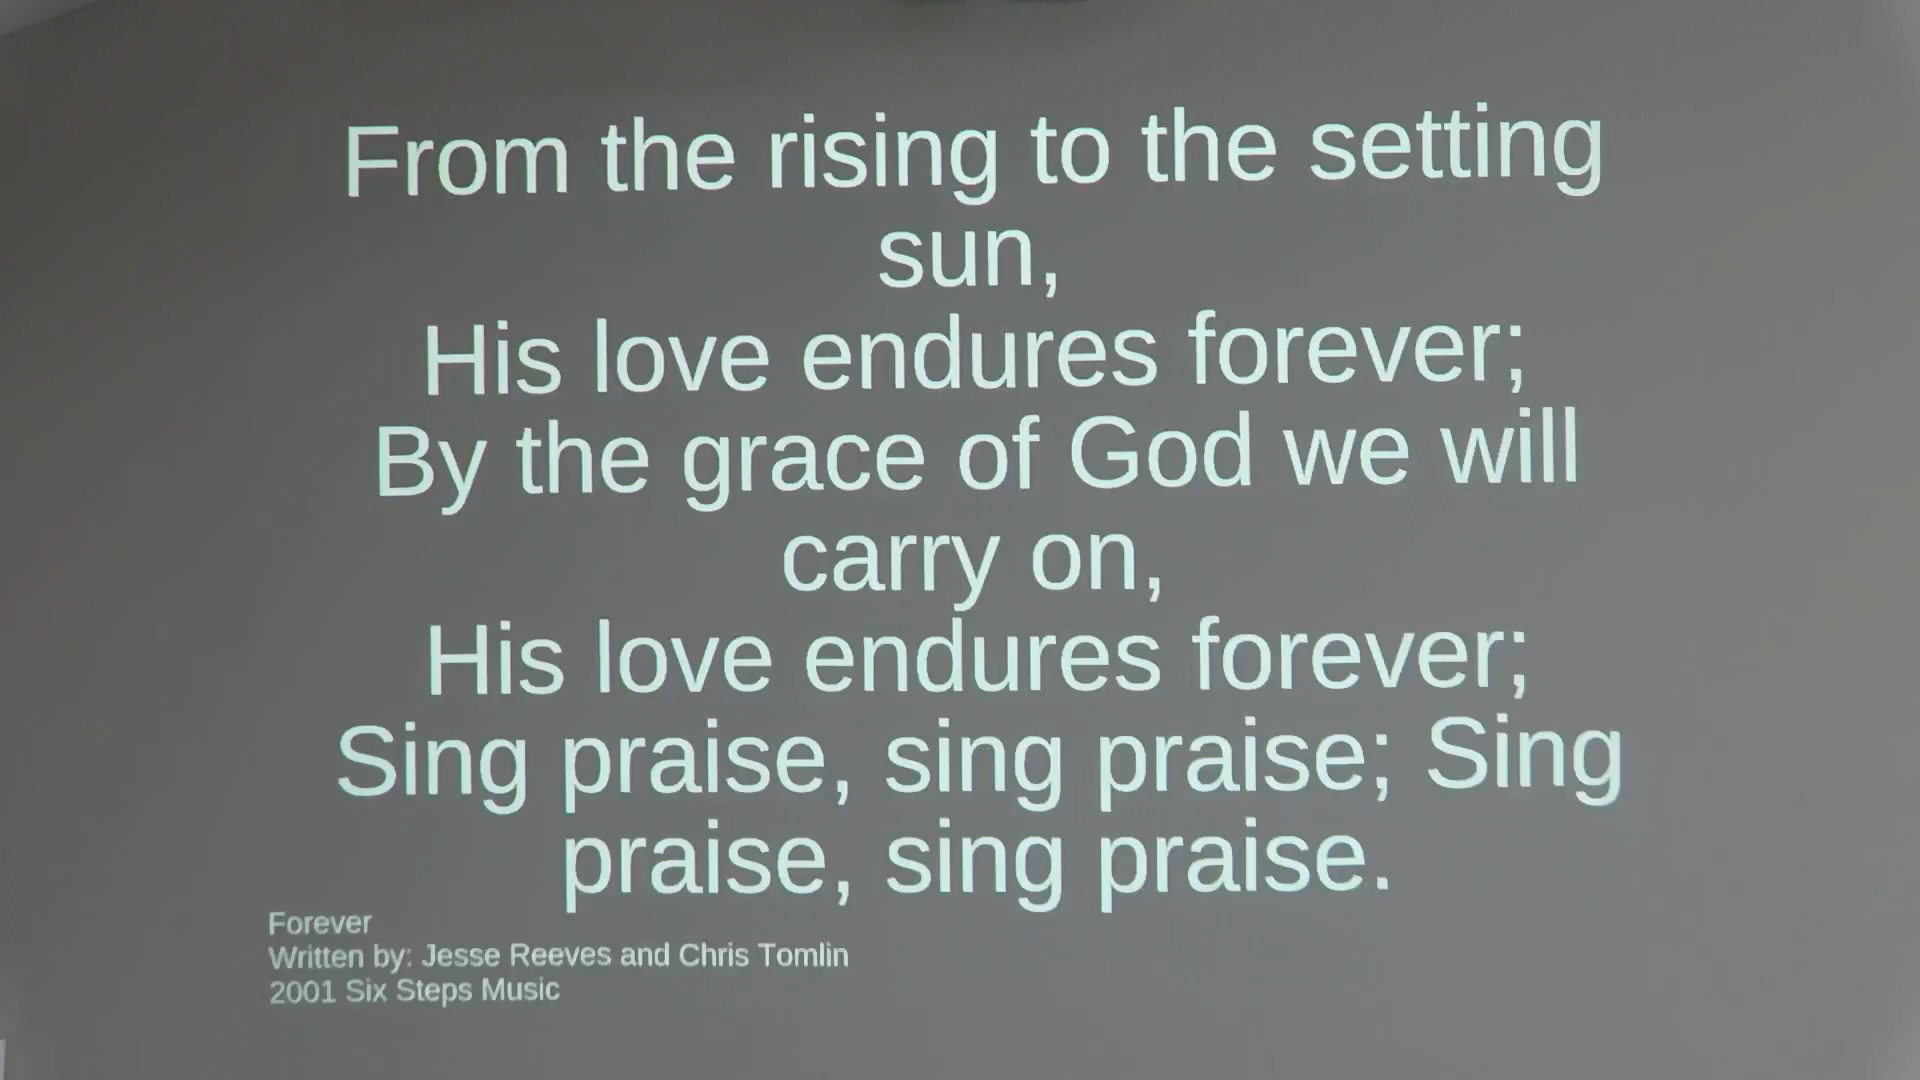 From the rising to the setting
sun,
His love endures forever;
By the grace of God we will
carry on,
His love endures forever;
Sing praise, sing praise; Sing
praise, sing praise.
Forever
Written by: Jesse Reeves and Chris Tomlin
2001 Six Steps Music